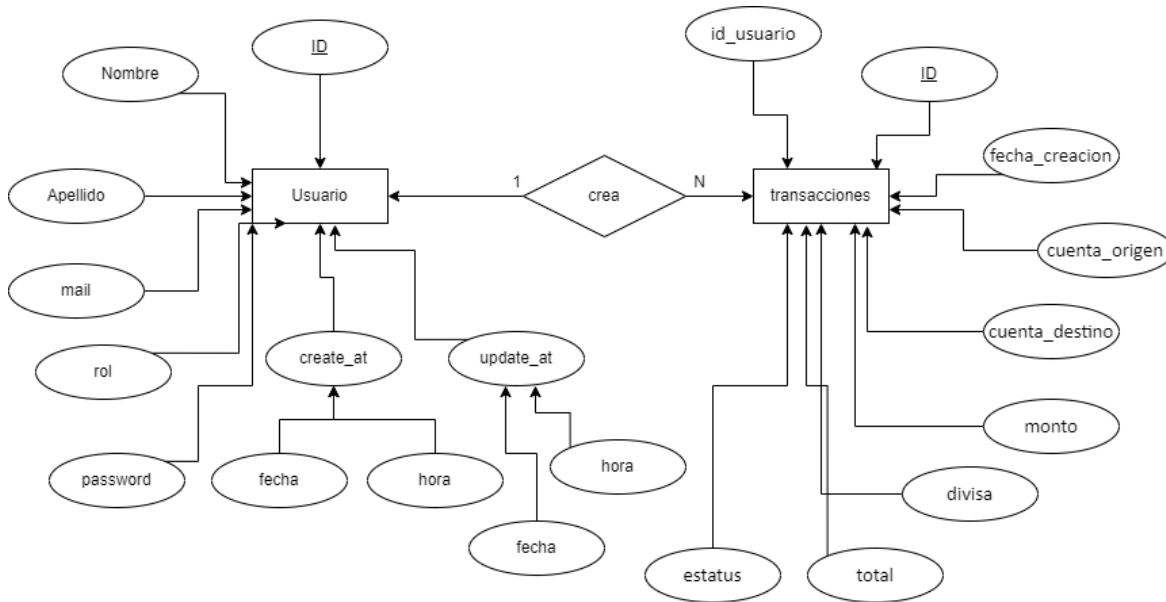 id_usuario
ID
Nombre
ID
fecha_creacion
Apellido
Usuario
1
crea
N
transacciones
cuenta_origen
mail
cuenta_destino
rol
create_at
update_at
monto
password
fecha
hora
hora
divisa
fecha
estatus
total